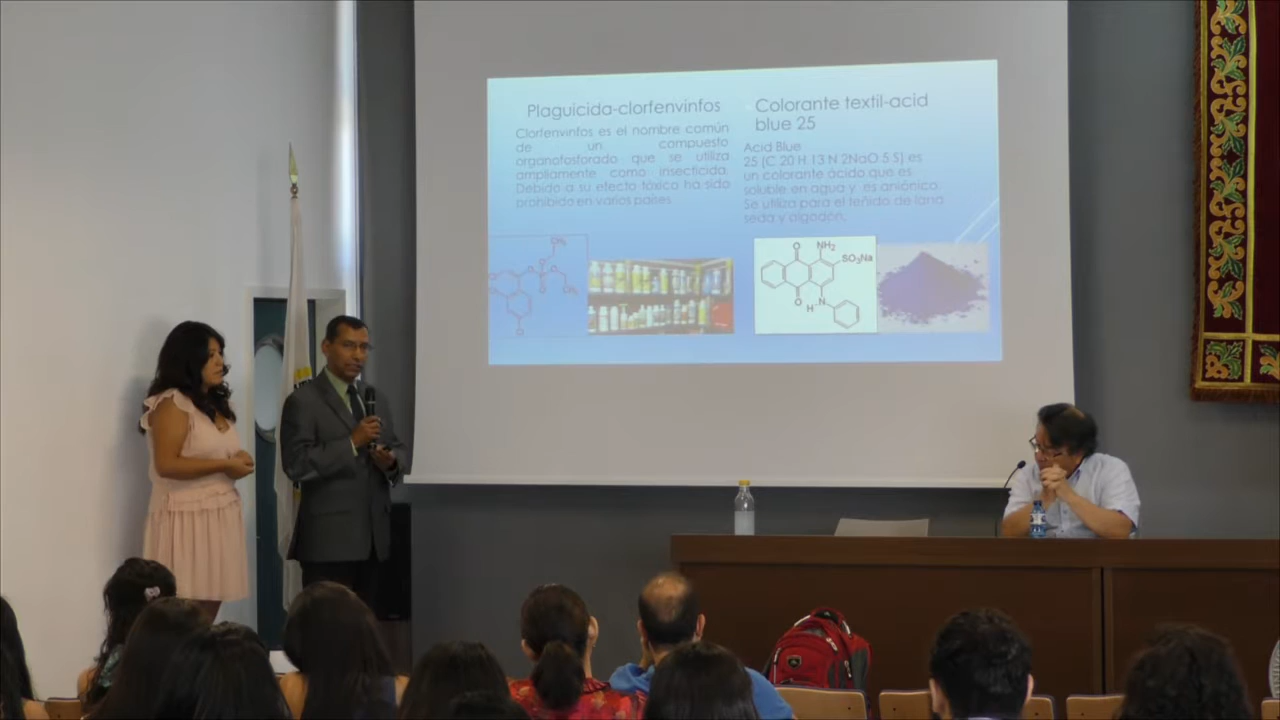 Plaguicida-clorfenvinfos
Clorfenvinfos es el nombre común
de un campuesto
organofosforado que se utiliza
ampliamente como insecticida.
Debido a su efecto tóxico ha sido
prohibido en varios países
Colorante textil-acid
blue 25
Acid Blue
25 (C 20 H 13 N 2NaO 5 S) es
un colorante ácido que es
soluble en agua y es aniónico.
Se utiliza para el teñido de lana
seda y algodón.
CH₃
O
P
O
CH₃
O
NH₂
SO₃Na
O
H
N